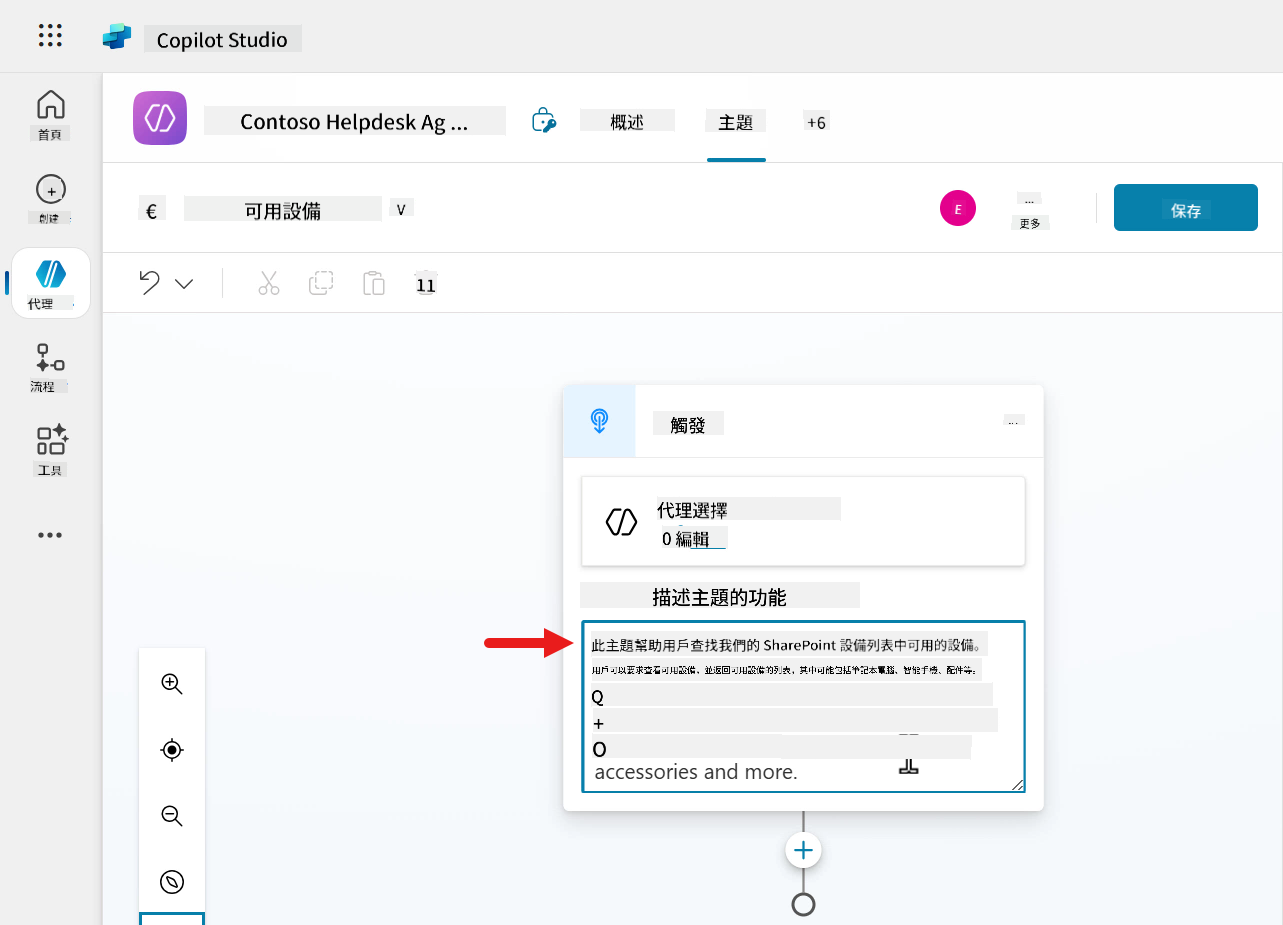 Copilot Studio
首頁
創建
代理
流程
工具
Contoso Helpdesk Ag ...
概述
主題
+6
€ 可用設備 V
E
...
更多
保存
11
觸發
...
代理選擇
0 編輯
描述主題的功能
此主題幫助用戶查找我們的 SharePoint 設備列表中可用的設備。
用戶可以要求查看可用設備，並返回可用設備的列表，其中可能包括筆記本電腦、智能手機、配件等。
Q
+
O
accessories and more.